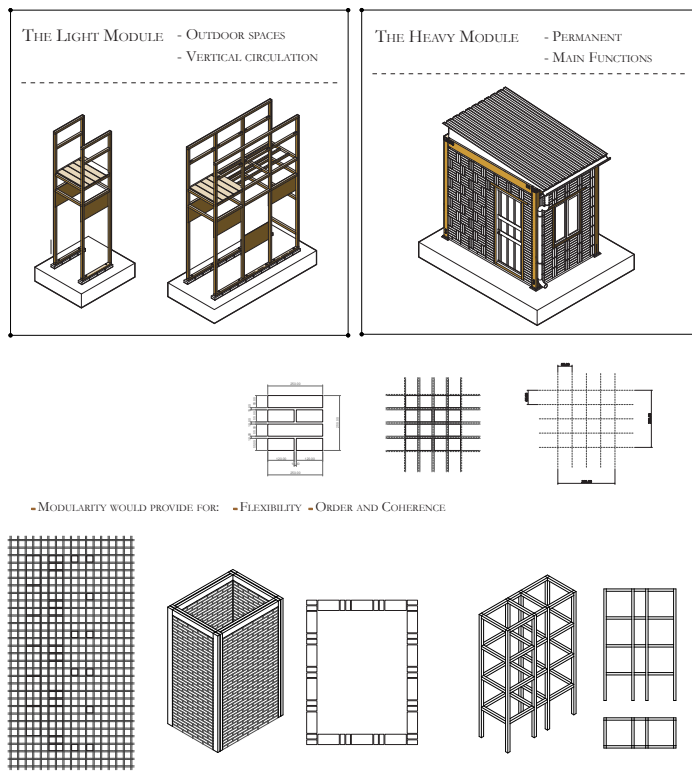 The Light Module - Outdoor spaces
- Vertical circulation
The Heavy Module - Permanent
- Main Functions
- Modularity would provide for: - Flexibility - Order and Coherence